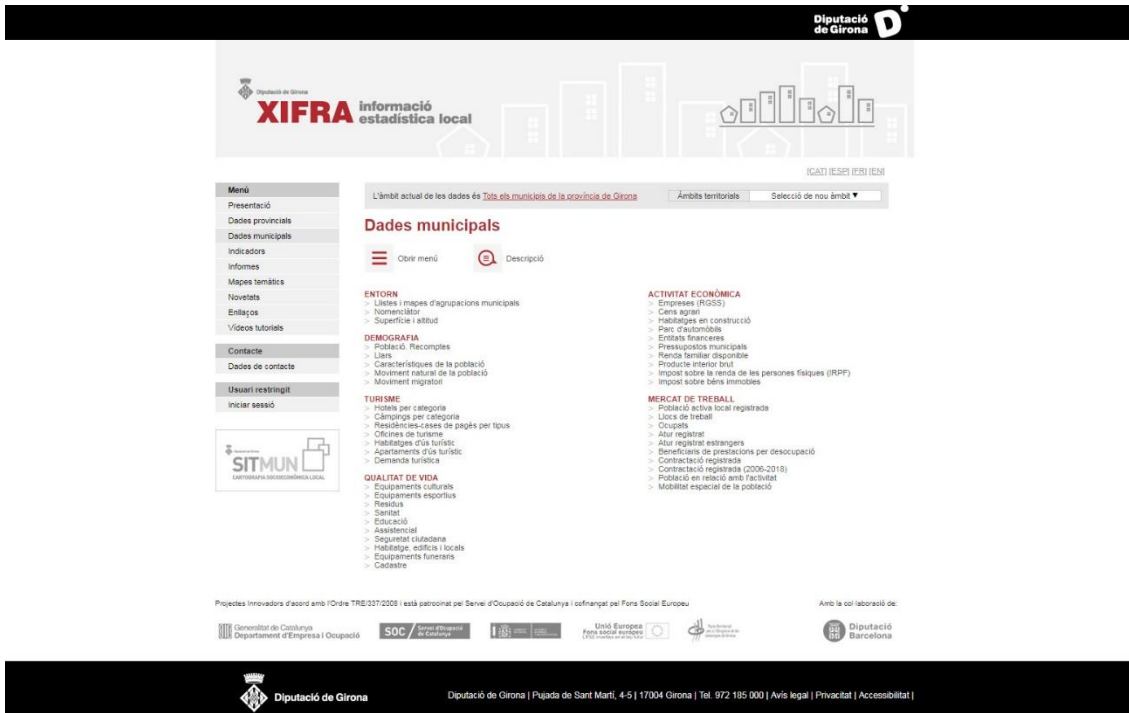 Diputació
de Girona
Diputació de Girona
XIFRA informació
estadística local
[CAT] [ESP] [FR] [EN]
Menú
Presentació
Dades provincials
Dades municipals
Indicadors
Informes
Mapes temàtics
Novetats
Enllaços
Vídeos tutorials
Contacte
Dades de contacte
Usuari restringit
Iniciar sessió
SITMUN
CARTOGRAFIA SOCIOECONÒMICA LOCAL
L'àmbit actual de les dades és Tots els municipis de la província de Girona
Àmbits territorials
Selecció de nou àmbit ▼
Dades municipals
Obrir menú
Descripció
ENTORN
> Llistes i mapes d'agrupacions municipals
> Nomenclàtor
> Superfície i altitud
DEMOGRAFIA
> Població. Recomptes
> Llars
> Característiques de la població
> Moviment natural de la població
> Moviment migratori
TURISME
> Hotels per categoria
> Càmpings per categoria
> Residències-cases de pagès per tipus
> Oficines de turisme
> Habitatges d'ús turístic
> Apartaments d'ús turístic
> Demanda turística
QUALITAT DE VIDA
> Equipaments culturals
> Equipaments esportius
> Residus
> Sanitat
> Educació
> Assistencial
> Seguretat ciutadana
> Habitatge, edificis i locals
> Equipaments funeraris
> Cadastre
ACTIVITAT ECONÒMICA
> Empreses (RGSS)
> Cens agrari
> Habitatges en construcció
> Parc d'automòbils
> Entitats financeres
> Pressupostos municipals
> Renda familiar disponible
> Producte interior brut
> Impost sobre la renda de les persones físiques (IRPF)
> Impost sobre béns immobles
MERCAT DE TREBALL
> Població activa local registrada
> Llocs de treball
> Ocupats
> Atur registrat
> Atur registrat estrangers
> Beneficiaris de prestacions per desocupació
> Contractació registrada
> Contractació registrada (2006-2018)
> Població en relació amb l'activitat
> Mobilitat espacial de la població
Projectes Innovadors d'acord amb l'Ordre TRE/337/2008 i està patrocinat pel Servei d'Ocupació de Catalunya i cofinançat pel Fons Social Europeu
Amb la col·laboració de:
Generalitat de Catalunya
Departament d'Empresa i Ocupació
SOC Servei d'Ocupació
de Catalunya
Unió Europea
Fons social europeu
Diputació
Barcelona
Diputació de Girona
Diputació de Girona | Pujada de Sant Martí, 4-5 | 17004 Girona | Tel. 972 185 000 | Avís legal | Privacitat | Accessibilitat |